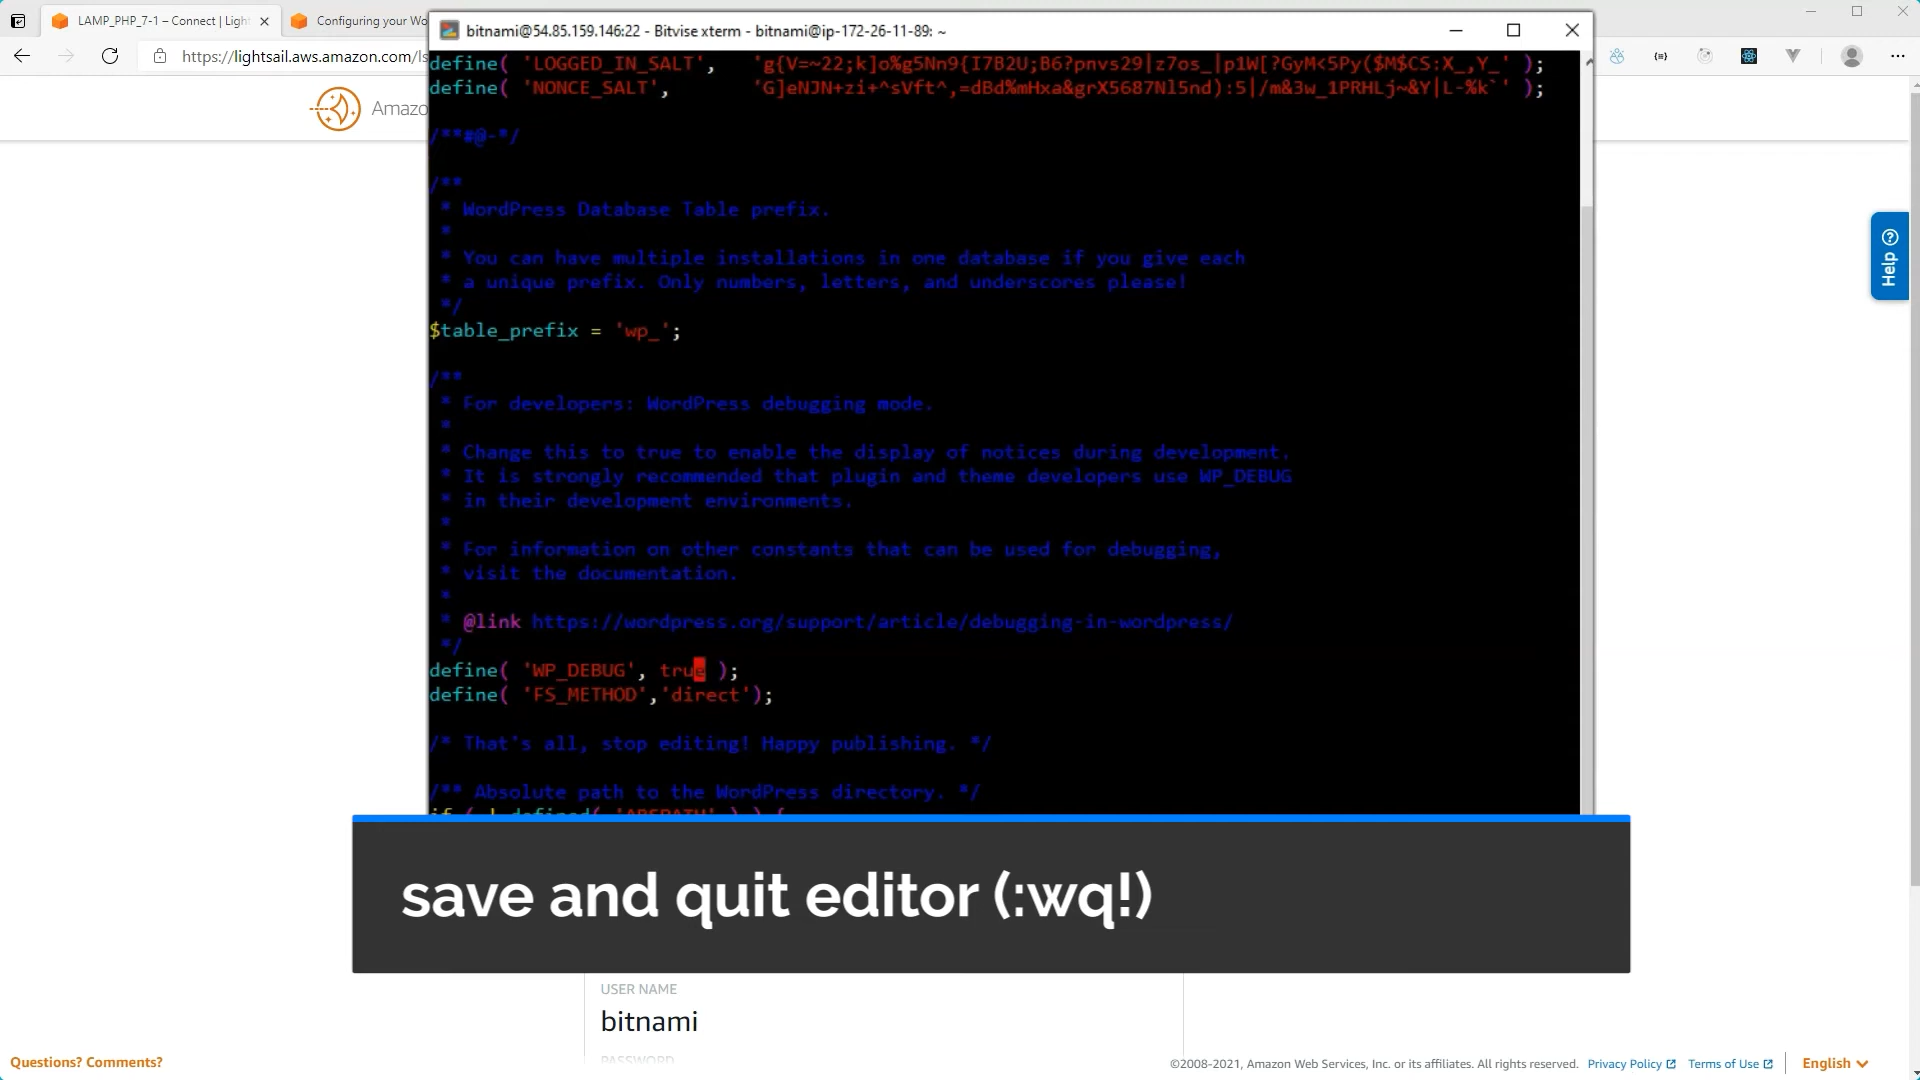 LAMP_PHP_7-1 – Connect | Ligh
Configuring your Wo
bitnami@54.85.159.146:22 - Bitvise xterm - bitnami@ip-172-26-11-89: ~
https://lightsail.aws.amazon.com/ls
Amazo
define( 'LOGGED_IN_SALT',   'g{V=~22;k]o%g5Nn9{I7B2U;B6?pnvs29|z7os_|p1W[?GyM<5Py($M$CS:X_,Y_' );
define( 'NONCE_SALT',       'G]eNJN+zi+^sVft^,=dBd%mHxa&grX5687Nl5nd):5|/m&3w_1PRHLj~&Y|L-%k`' );
/**#@-*/
/**
* WordPress Database Table prefix.
*
* You can have multiple installations in one database if you give each
* a unique prefix. Only numbers, letters, and underscores please!
*/
$table_prefix = 'wp_';
/**
* For developers: WordPress debugging mode.
*
* Change this to true to enable the display of notices during development.
* It is strongly recommended that plugin and theme developers use WP_DEBUG
* in their development environments.
*
* For information on other constants that can be used for debugging,
* visit the documentation.
*
* @link https://wordpress.org/support/article/debugging-in-wordpress/
*/
define( 'WP_DEBUG', true );
define( 'FS_METHOD','direct');
/* That's all, stop editing! Happy publishing. */
/** Absolute path to the WordPress directory. */
if ( ! defined( 'ABSPATH' ) ) {
Help
save and quit editor (:wq!)
USER NAME
bitnami
PASSWORD
Questions? Comments?
©2008-2021, Amazon Web Services, Inc. or its affiliates. All rights reserved. Privacy Policy Terms of Use English